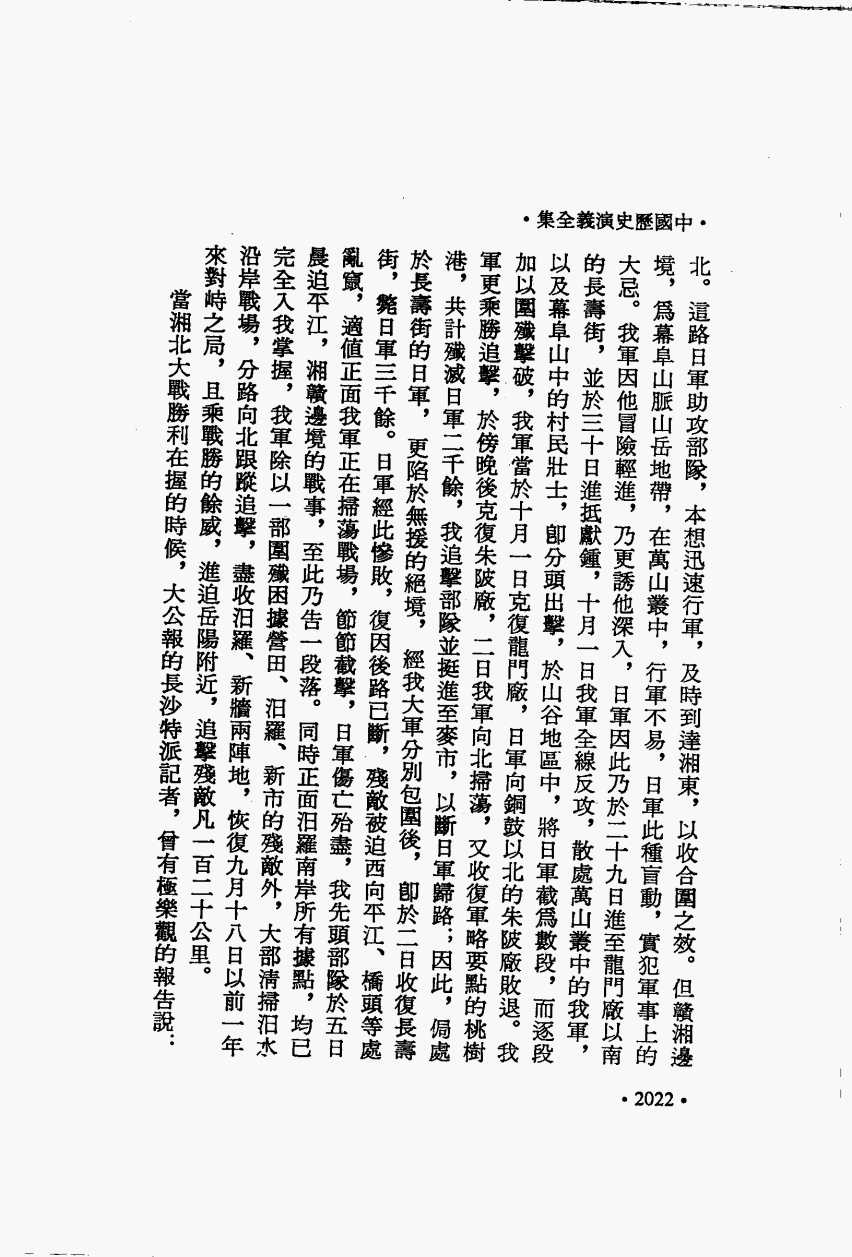 ·中國歷史演義全集·
北。這路日軍助攻部隊，本想迅速行軍，及時到達湘東，以收合圍之效。但贛湘邊
境，爲幕阜山脈山岳地帶，在萬山叢中，行軍不易，日軍此種盲動，實犯軍事上的
大忌。我軍因他冒險輕進，乃更誘他深入，日軍因此乃於二十九日進至龍門廠以南
的長壽街，並於三十日進抵獻鍾，十月一日我軍全線反攻，散處萬山叢中的我軍，
以及幕阜山中的村民壯士，卽分頭出擊，於山谷地區中，將日軍截爲數段，而逐段
加以圍殲擊破，我軍當於十月一日克復龍門廠，日軍向銅鼓以北的朱陂廠敗退。我
軍更乘勝追擊，於傍晚後克復朱陂廠，二日我軍向北掃蕩，又收復軍略要點的桃樹
港，共計殲滅日軍二千餘，我追擊部隊並挺進至麥市，以斷日軍歸路；因此，侷處
於長壽街的日軍，更陷於無援的絕境，經我大軍分別包圍後，卽於二日收復長壽
街，斃日軍三千餘。日軍經此慘敗，復因後路已斷，殘敵被迫西向平江、橋頭等處
亂竄，適值正面我軍正在掃蕩戰場，節節截擊，日軍傷亡殆盡，我先頭部隊於五日
晨迫平江，湘贛邊境的戰事，至此乃告一段落。同時正面汨羅南岸所有據點，均已
完全入我掌握，我軍除以一部圍殲困據營田、汨羅、新市的殘敵外，大部清掃汨水
沿岸戰場，分路向北跟蹤追擊，盡收汨羅、新牆兩陣地，恢復九月十八日以前一年
來對峙之局，且乘戰勝的餘威，進迫岳陽附近，追擊殘敵凡一百二十公里。
當湘北大戰勝利在握的時候，大公報的長沙特派記者，曾有極樂觀的報告說：
·2022·